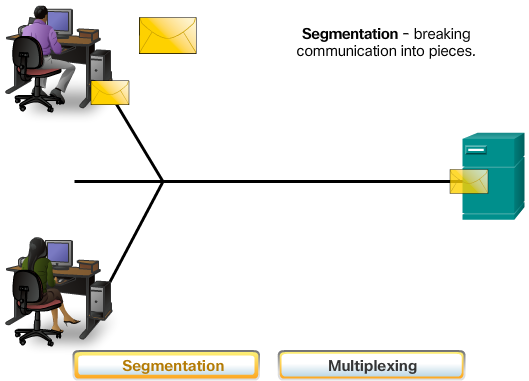 Segmentation - breaking
communication into pieces.
Segmentation
Multiplexing